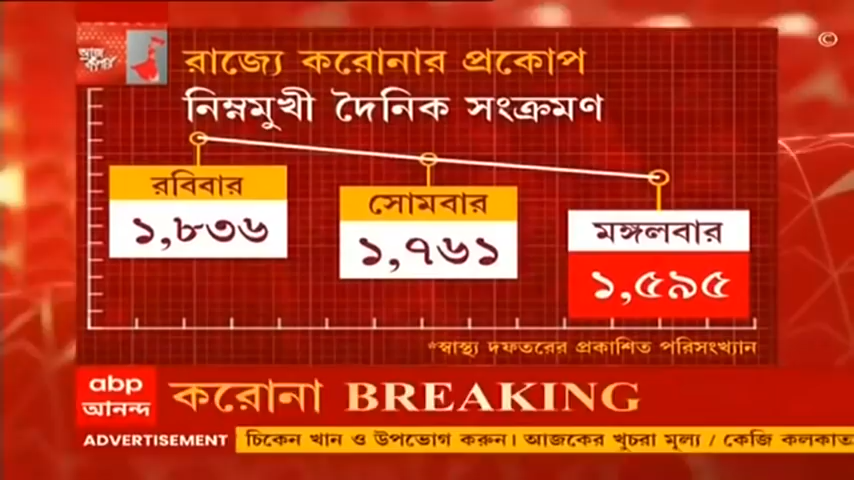 ©
রাজ্যে করোনার প্রকোপ
নিম্নমুখী দৈনিক সংক্রমণ
রবিবার
১,৮৩৬
সোমবার
১,৭৬১
মঙ্গলবার
১,৫৯৫
*স্বাস্থ্য দফতরের প্রকাশিত পরিসংখ্যান
abp
আনন্দ
করোনা BREAKING
ADVERTISEMENT
চিকেন খান ও উপভোগ করুন। আজকের খুচরা মূল্য / কেজি কলকাতা